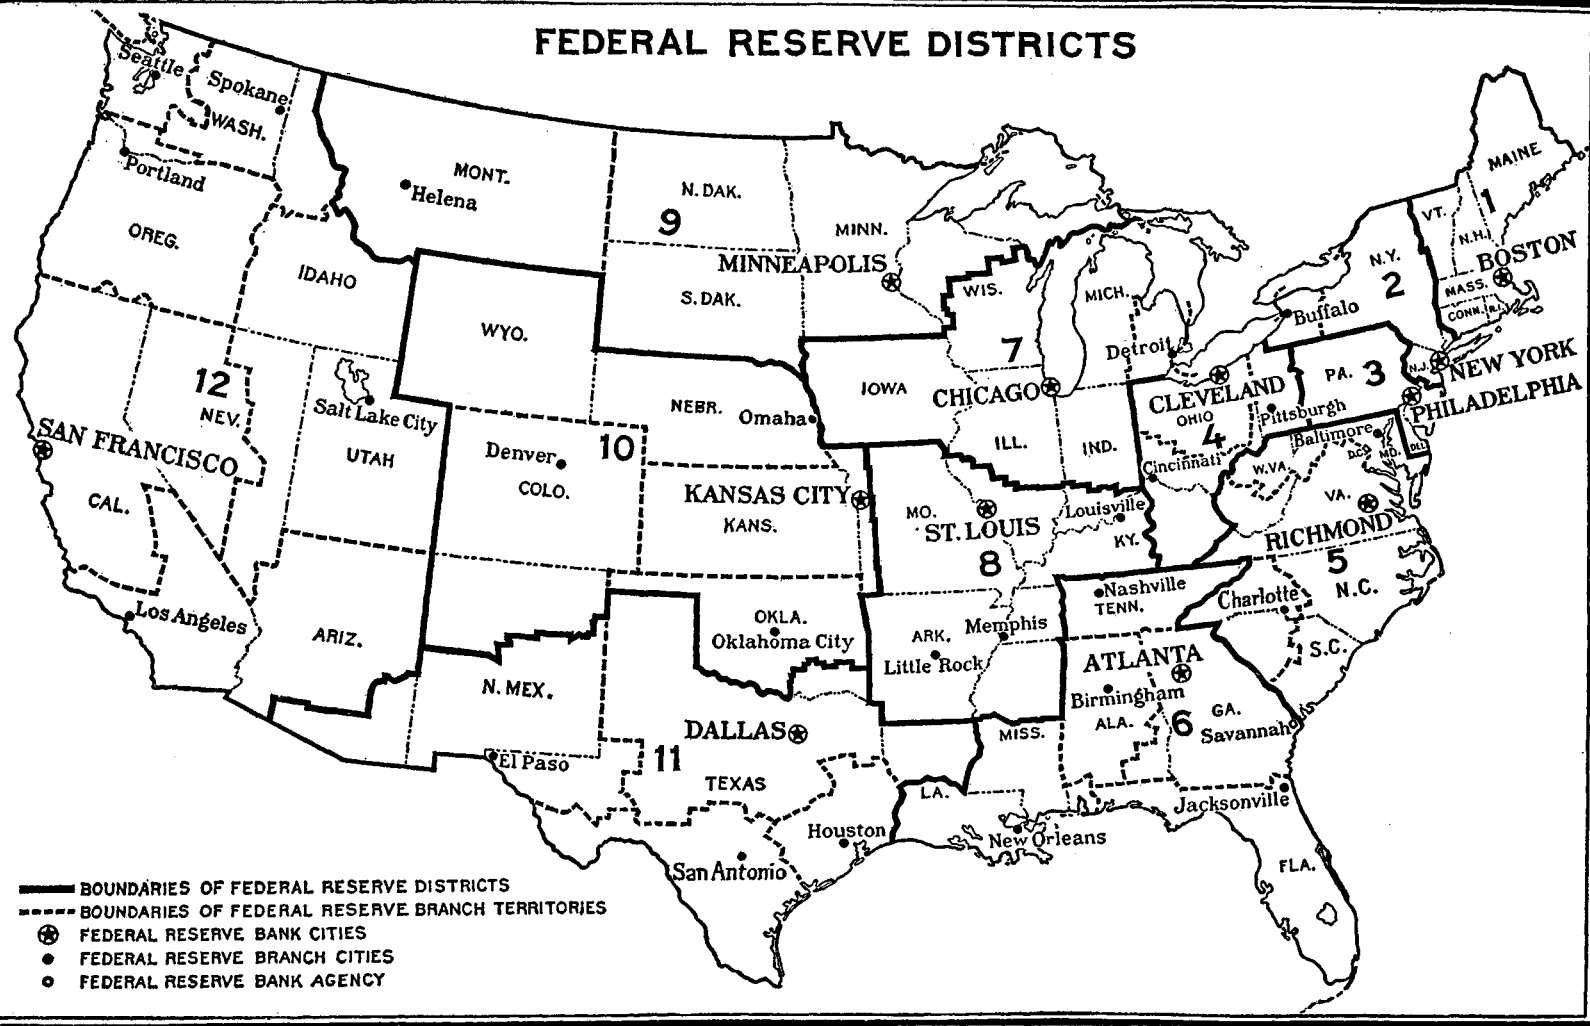 FEDERAL RESERVE DISTRICTS
Seattle
Spokane
WASH.
Portland
OREG.
IDAHO
MONT.
Helena
N. DAK.
9
MINN.
MINNEAPOLIS
S. DAK.
WYO.
WIS.
MICH.
7
Detroit
CHICAGO
IOWA
ILL.
IND.
MAINE
1
VT.
N.H.
BOSTON
MASS.
CONN.
R.I.
N.Y.
2
Buffalo
NEW YORK
N.J.
PA.
3
PHILADELPHIA
CLEVELAND
OHIO
4
Pittsburgh
Cincinnati
Baltimore
D.C.
MD.
DEL.
W.VA.
VA.
RICHMOND
5
N.C.
Charlotte
S.C.
12
NEV.
SAN FRANCISCO
CAL.
Los Angeles
Salt Lake City
UTAH
ARIZ.
NEBR.
Omaha
10
Denver
COLO.
KANSAS CITY
KANS.
OKLA.
Oklahoma City
MO.
ST. LOUIS
8
Louisville
KY.
Nashville
TENN.
ARK.
Memphis
Little Rock
ATLANTA
Birmingham
ALA.
6
GA.
Savannah
MISS.
Jacksonville
FLA.
LA.
New Orleans
N. MEX.
El Paso
DALLAS
11
TEXAS
Houston
San Antonio
BOUNDARIES OF FEDERAL RESERVE DISTRICTS
BOUNDARIES OF FEDERAL RESERVE BRANCH TERRITORIES
FEDERAL RESERVE BANK CITIES
FEDERAL RESERVE BRANCH CITIES
FEDERAL RESERVE BANK AGENCY